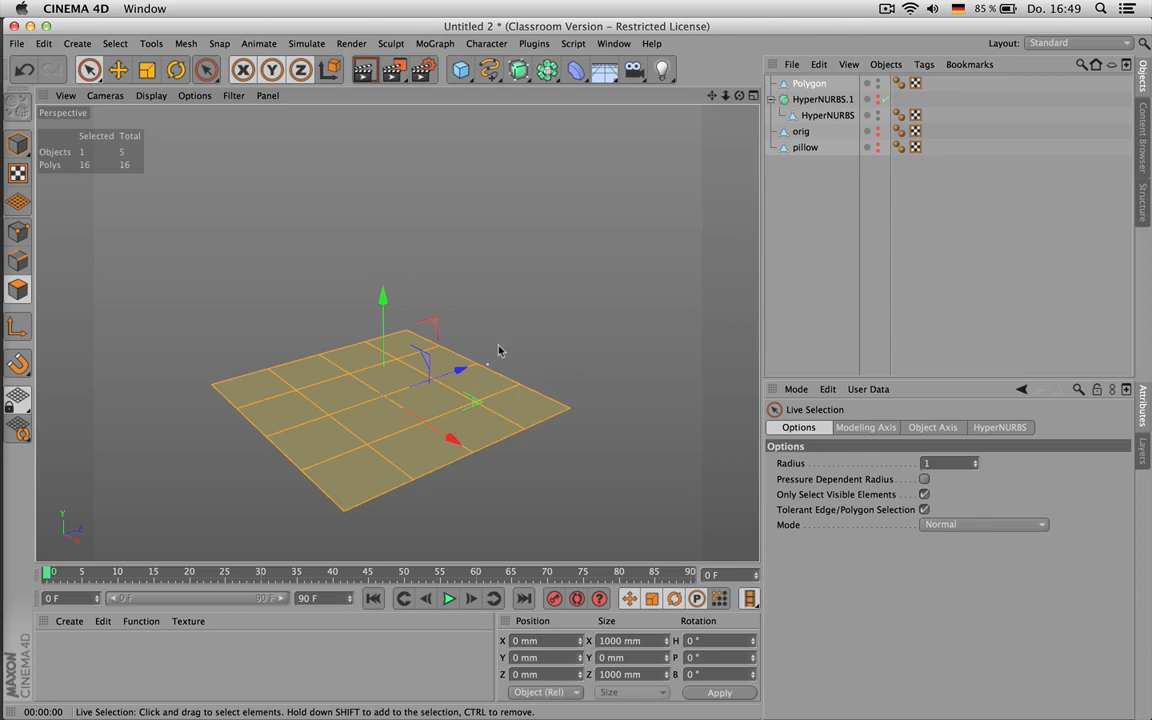 CINEMA 4D Window
85 % Do. 16:49
Untitled 2 * (Classroom Version – Restricted License)
File Edit Create Select Tools Mesh Snap Animate Simulate Render Sculpt MoGraph Character Plugins Script Window Help
Layout: Standard
X Y Z
View Cameras Display Options Filter Panel
Perspective
Selected Total
Objects 1 5
Polys 16 16
Y
Z
X
File Edit View Objects Tags Bookmarks
Polygon
HyperNURBS.1
HyperNURBS
orig
pillow
Objects
Content Browser
Structure
Mode Edit User Data
Live Selection
Options Modeling Axis Object Axis HyperNURBS
Options
Radius 1
Pressure Dependent Radius
Only Select Visible Elements
Tolerant Edge/Polygon Selection
Mode Normal
Attributes
Layers
0 5 10 15 20 25 30 35 40 45 50 55 60 65 70 75 80 85 90 0 F
0 F 0 F 90 F 90 F
P
Create Edit Function Texture
Position Size Rotation
X 0 mm X 1000 mm H 0 °
Y 0 mm Y 0 mm P 0 °
Z 0 mm Z 1000 mm B 0 °
Object (Rel) Size Apply
MAXON
CINEMA 4D
00:00:00 Live Selection: Click and drag to select elements. Hold down SHIFT to add to the selection, CTRL to remove.